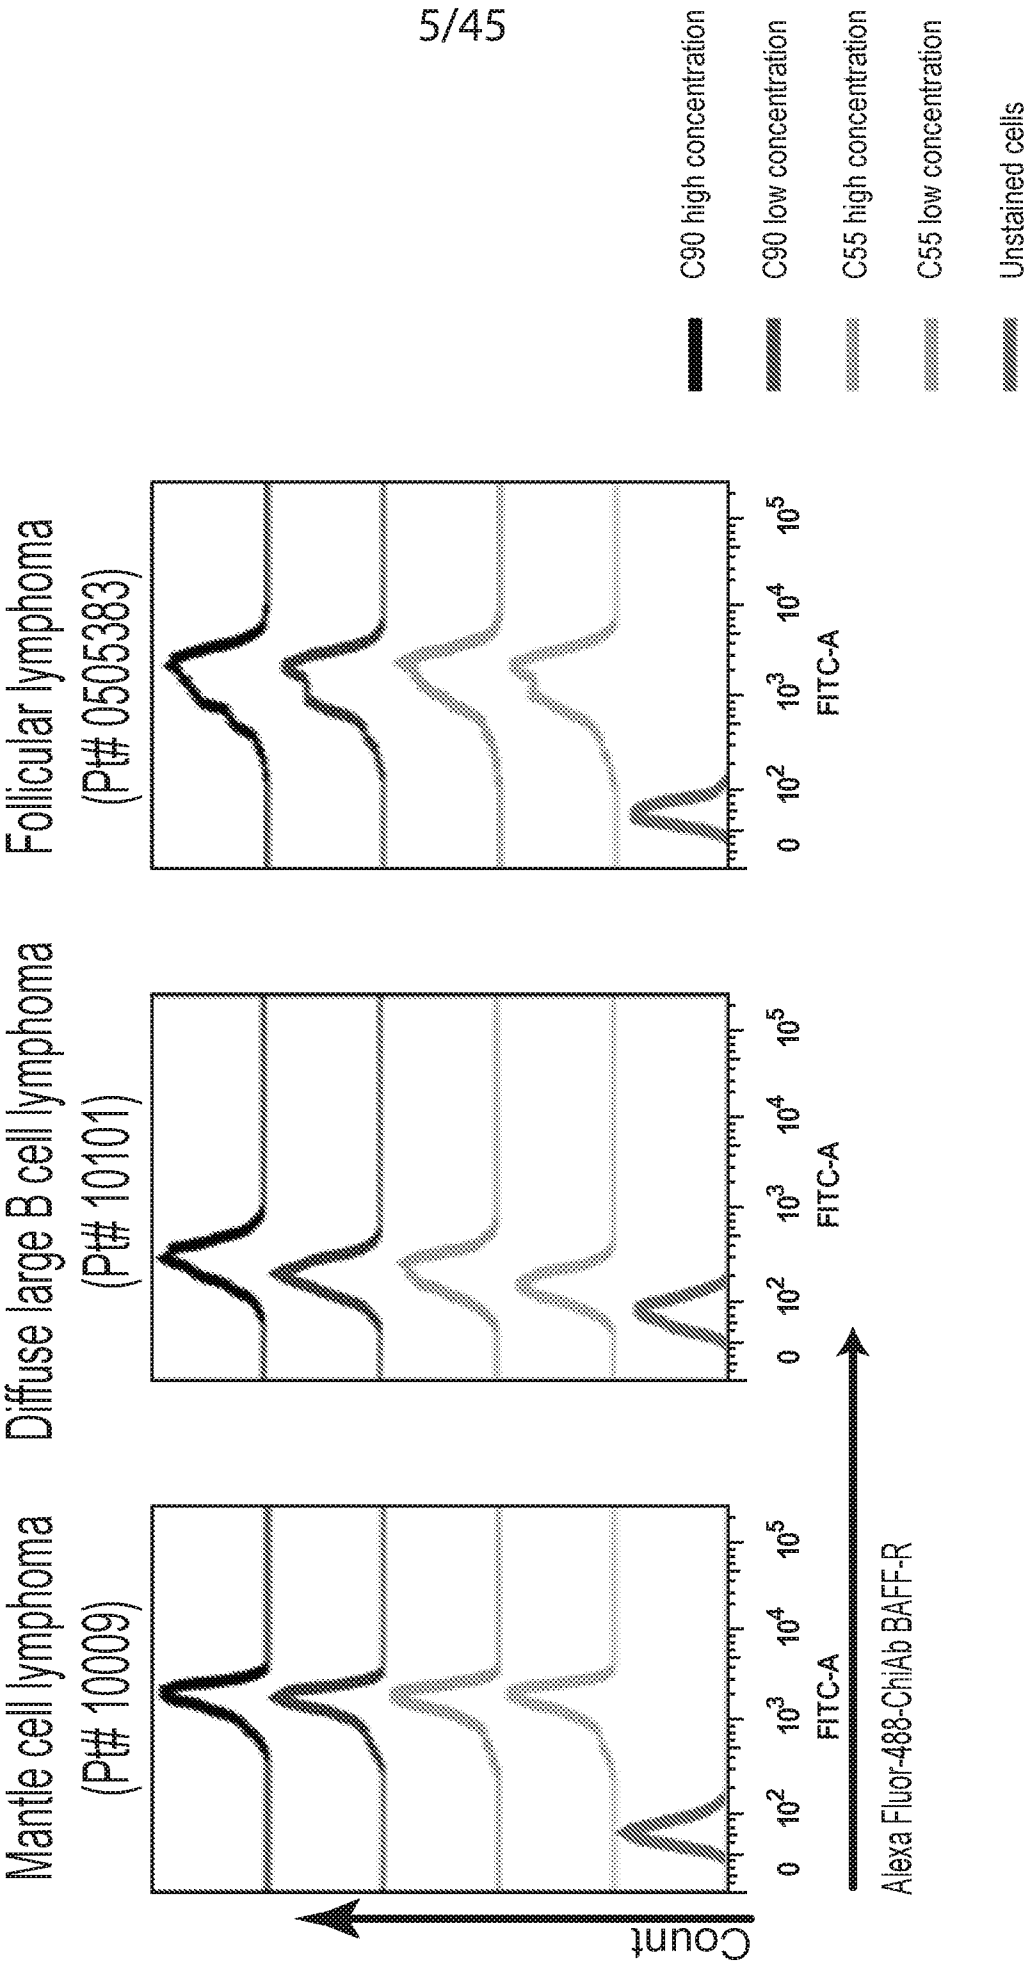 5/45
Mantle cell lymphoma
(Pt# 10009)
Diffuse large B cell lymphoma
(Pt# 10101)
Follicular lymphoma
(Pt# 0505383)
Count
0 10² 10³ 10⁴ 10⁵
FITC-A
0 10² 10³ 10⁴ 10⁵
FITC-A
0 10² 10³ 10⁴ 10⁵
FITC-A
Alexa Fluor-488-ChiAb BAFF-R
C90 high concentration
C90 low concentration
C55 high concentration
C55 low concentration
Unstained cells